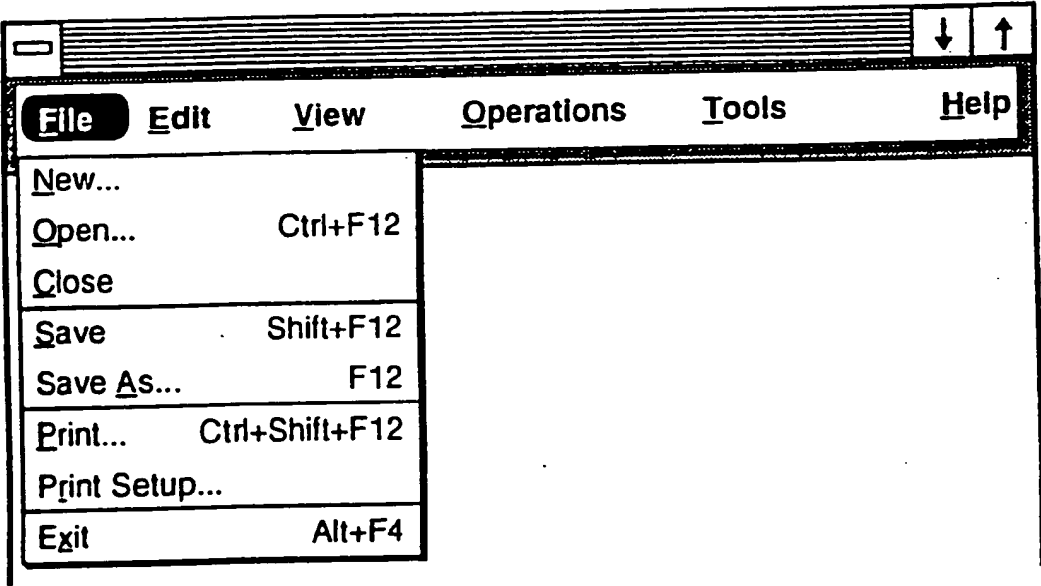 File Edit View Operations Tools Help
New...
Open... Ctrl+F12
Close
Save Shift+F12
Save As... F12
Print... Ctrl+Shift+F12
Print Setup...
Exit Alt+F4